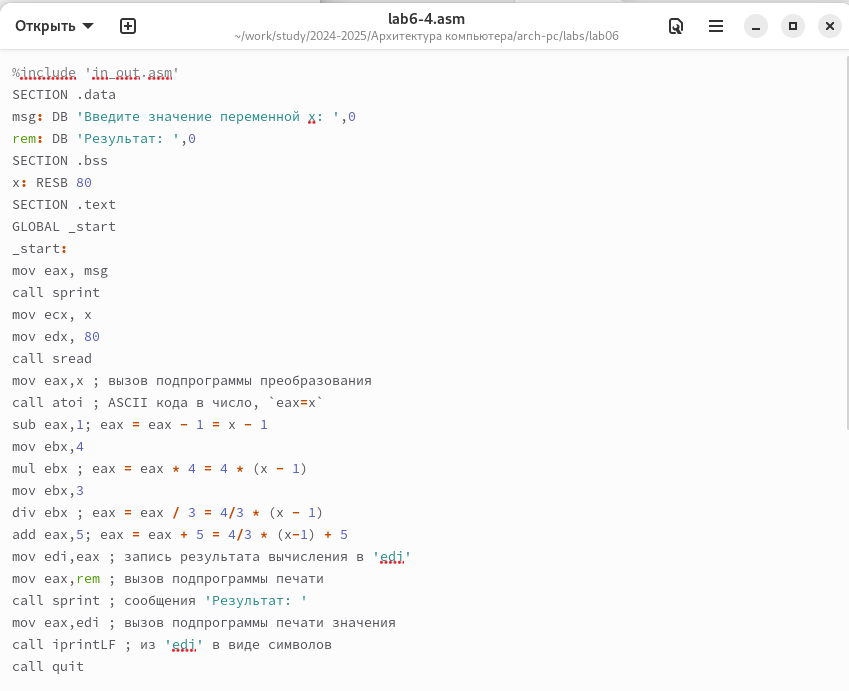 Открыть
lab6-4.asm
~/work/study/2024-2025/Архитектура компьютера/arch-pc/labs/lab06
%include 'in_out.asm'
SECTION .data
msg: DB 'Введите значение переменной x: ',0
rem: DB 'Результат: ',0
SECTION .bss
x: RESB 80
SECTION .text
GLOBAL _start
_start:
mov eax, msg
call sprint
mov ecx, x
mov edx, 80
call sread
mov eax,x ; вызов подпрограммы преобразования
call atoi ; ASCII кода в число, `eax=x`
sub eax,1; eax = eax - 1 = x - 1
mov ebx,4
mul ebx ; eax = eax * 4 = 4 * (x - 1)
mov ebx,3
div ebx ; eax = eax / 3 = 4/3 * (x - 1)
add eax,5; eax = eax + 5 = 4/3 * (x-1) + 5
mov edi,eax ; запись результата вычисления в 'edi'
mov eax,rem ; вызов подпрограммы печати
call sprint ; сообщения 'Результат: '
mov eax,edi ; вызов подпрограммы печати значения
call iprintLF ; из 'edi' в виде символов
call quit